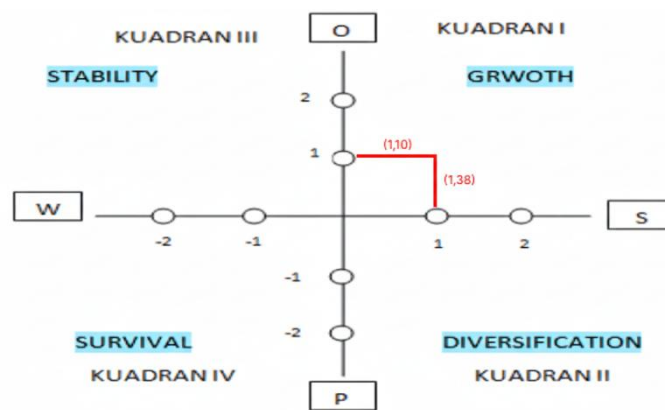 O
KUADRAN III
KUADRAN I
STABILITY
GRWOTH
2
1
(1,10)
(1,38)
W
S
-2
-1
1
2
-1
-2
SURVIVAL
DIVERSIFICATION
KUADRAN IV
KUADRAN II
P